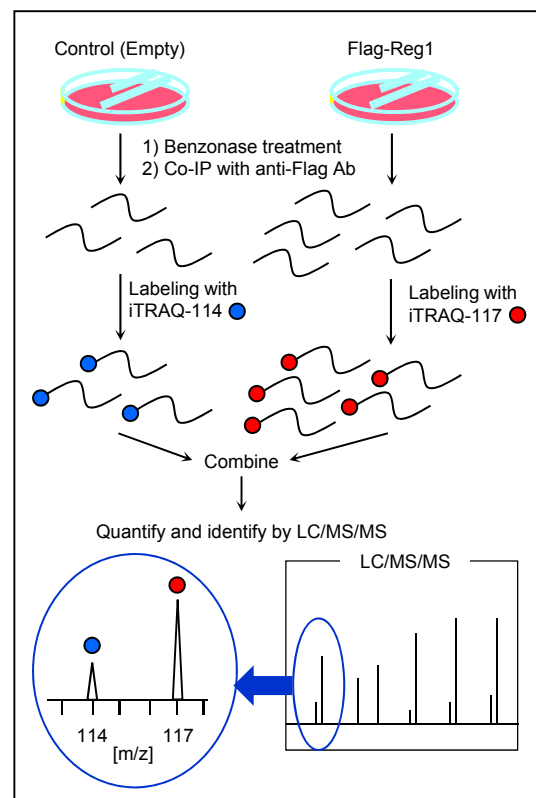 Control (Empty)
Flag-Reg1
1) Benzonase treatment
2) Co-IP with anti-Flag Ab
Labeling with
iTRAQ-114
Labeling with
iTRAQ-117
Combine
Quantify and identify by LC/MS/MS
LC/MS/MS
114
117
[m/z]